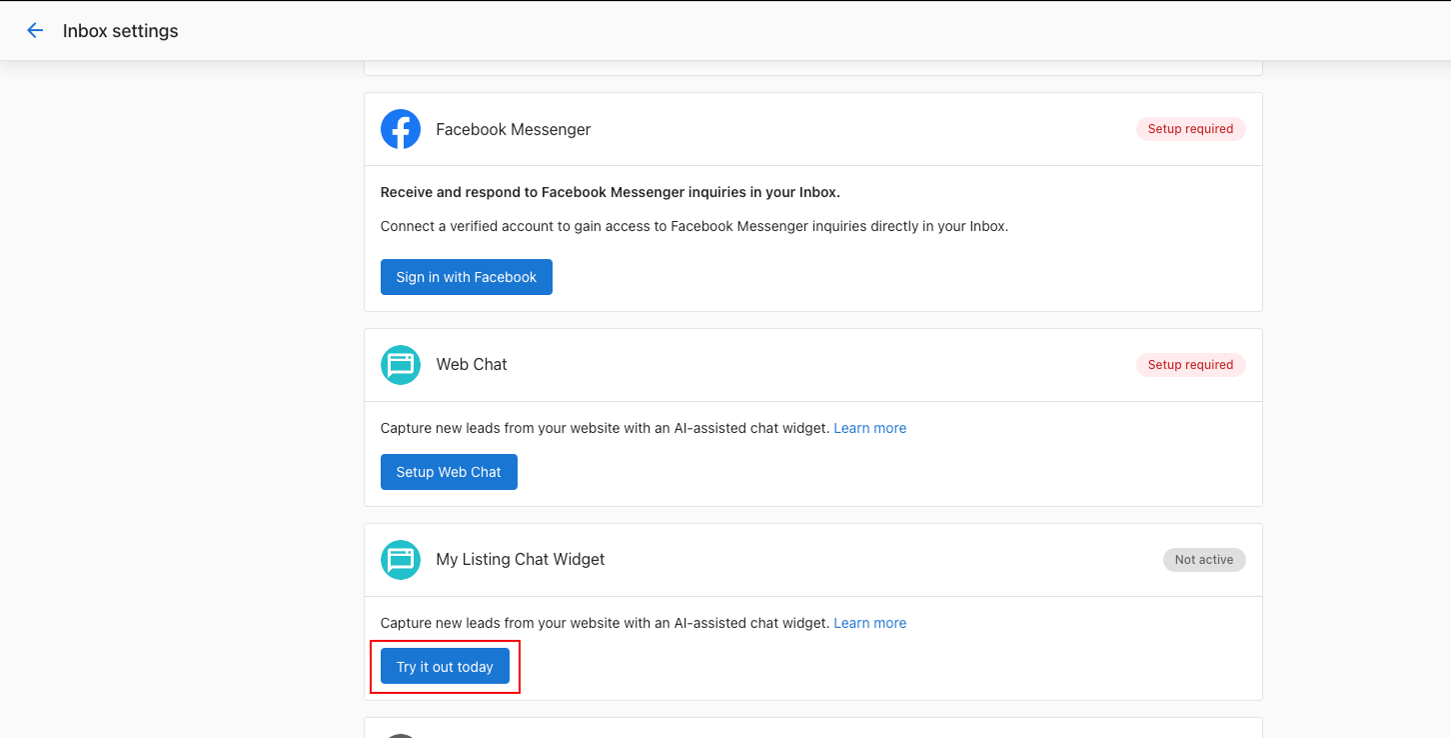 Inbox settings
Facebook Messenger
Setup required
Receive and respond to Facebook Messenger inquiries in your Inbox.
Connect a verified account to gain access to Facebook Messenger inquiries directly in your Inbox.
Sign in with Facebook
Web Chat
Setup required
Capture new leads from your website with an AI-assisted chat widget. Learn more
Setup Web Chat
My Listing Chat Widget
Not active
Capture new leads from your website with an AI-assisted chat widget. Learn more
Try it out today